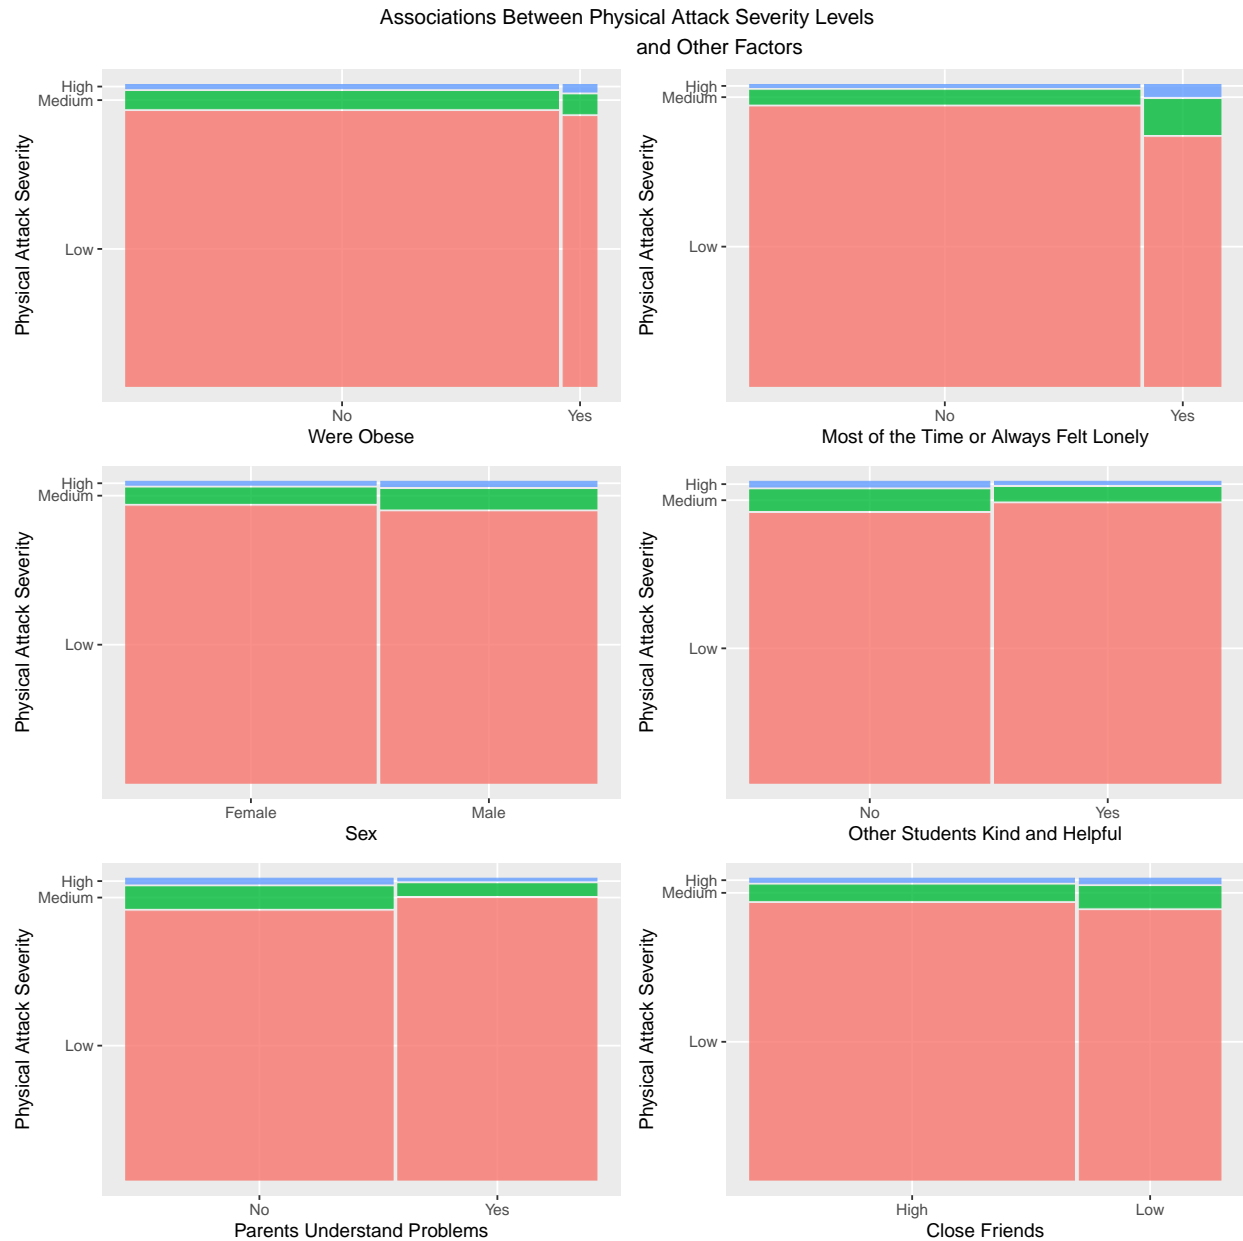 Associations Between Physical Attack Severity Levels
and Other Factors
Physical Attack Severity
High
Medium
Low
No
Yes
Were Obese
Physical Attack Severity
High
Medium
Low
No
Yes
Most of the Time or Always Felt Lonely
Physical Attack Severity
High
Medium
Low
Female
Male
Sex
Physical Attack Severity
High
Medium
Low
No
Yes
Other Students Kind and Helpful
Physical Attack Severity
High
Medium
Low
No
Yes
Parents Understand Problems
Physical Attack Severity
High
Medium
Low
High
Low
Close Friends